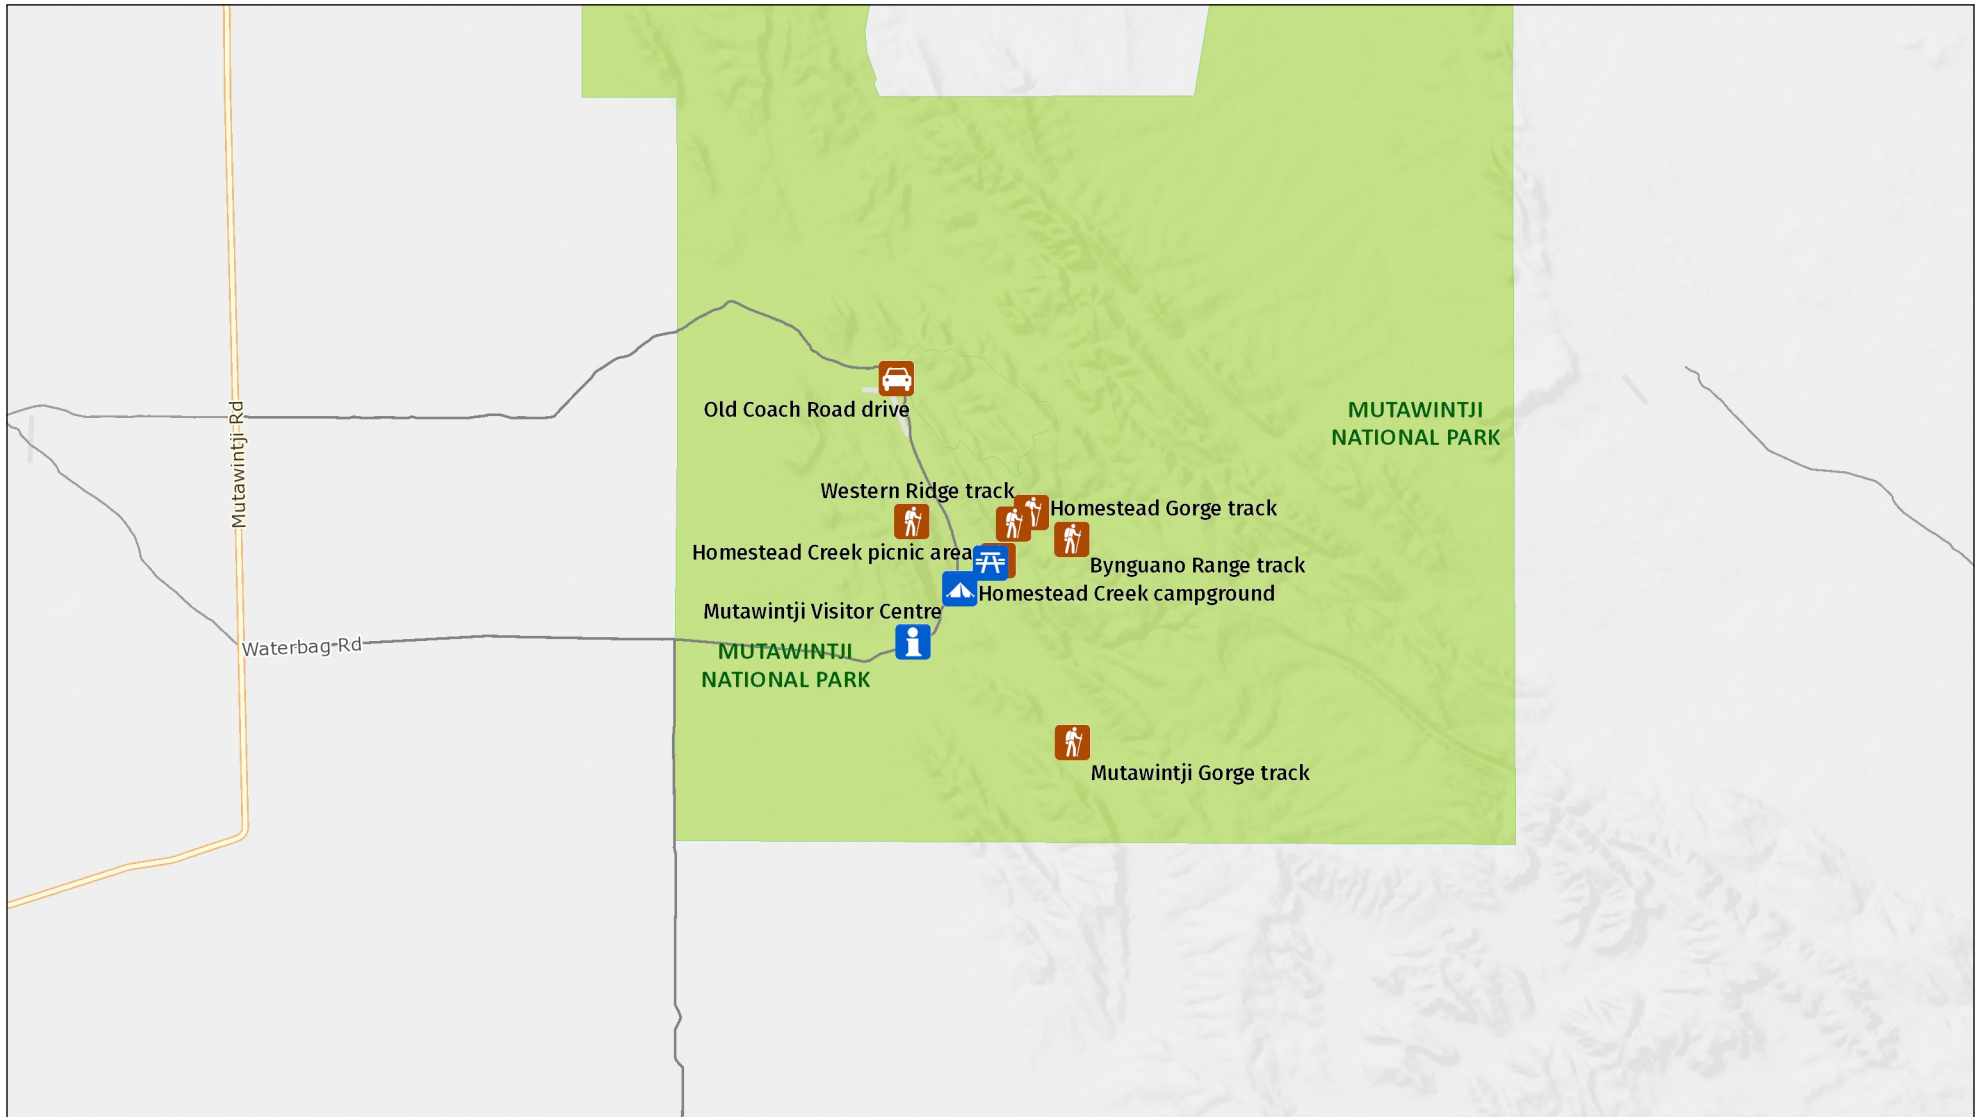 Old Coach Road drive
MUTAWINTJI
NATIONAL PARK
Mutawintji Rd
Western Ridge track
Homestead Gorge track
Homestead Creek picnic area
Bynguano Range track
Homestead Creek campground
Mutawintji Visitor Centre
Waterbag Rd
MUTAWINTJI
NATIONAL PARK
Mutawintji Gorge track